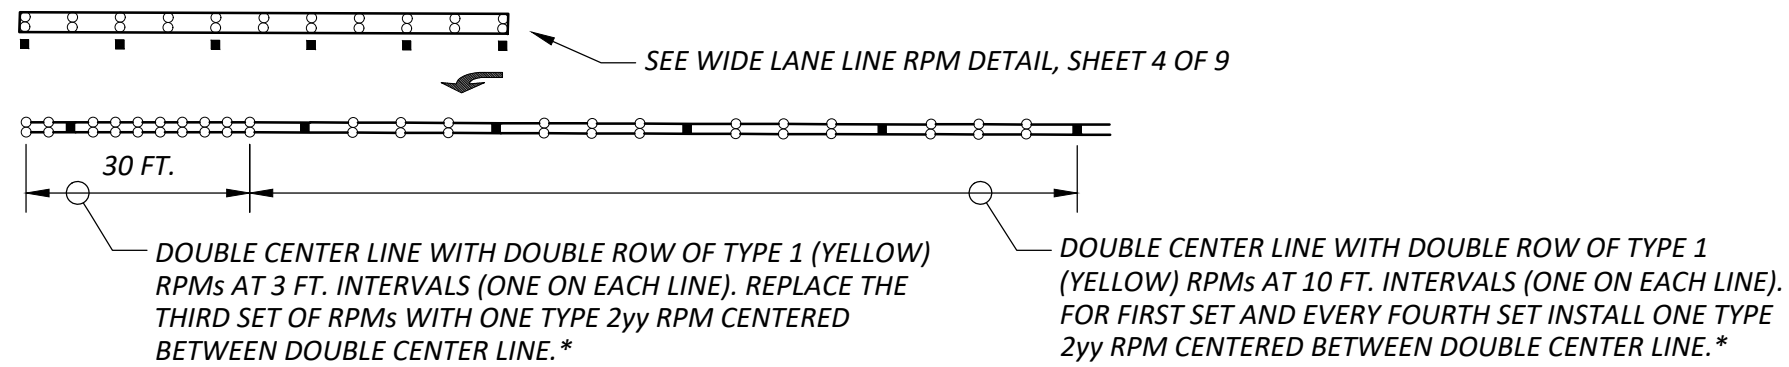 SEE WIDE LANE LINE RPM DETAIL, SHEET 4 OF 9
30 FT.
DOUBLE CENTER LINE WITH DOUBLE ROW OF TYPE 1 (YELLOW)
RPMs AT 3 FT. INTERVALS (ONE ON EACH LINE). REPLACE THE
THIRD SET OF RPMs WITH ONE TYPE 2yy RPM CENTERED
BETWEEN DOUBLE CENTER LINE.*
DOUBLE CENTER LINE WITH DOUBLE ROW OF TYPE 1
(YELLOW) RPMs AT 10 FT. INTERVALS (ONE ON EACH LINE).
FOR FIRST SET AND EVERY FOURTH SET INSTALL ONE TYPE
2yy RPM CENTERED BETWEEN DOUBLE CENTER LINE.*